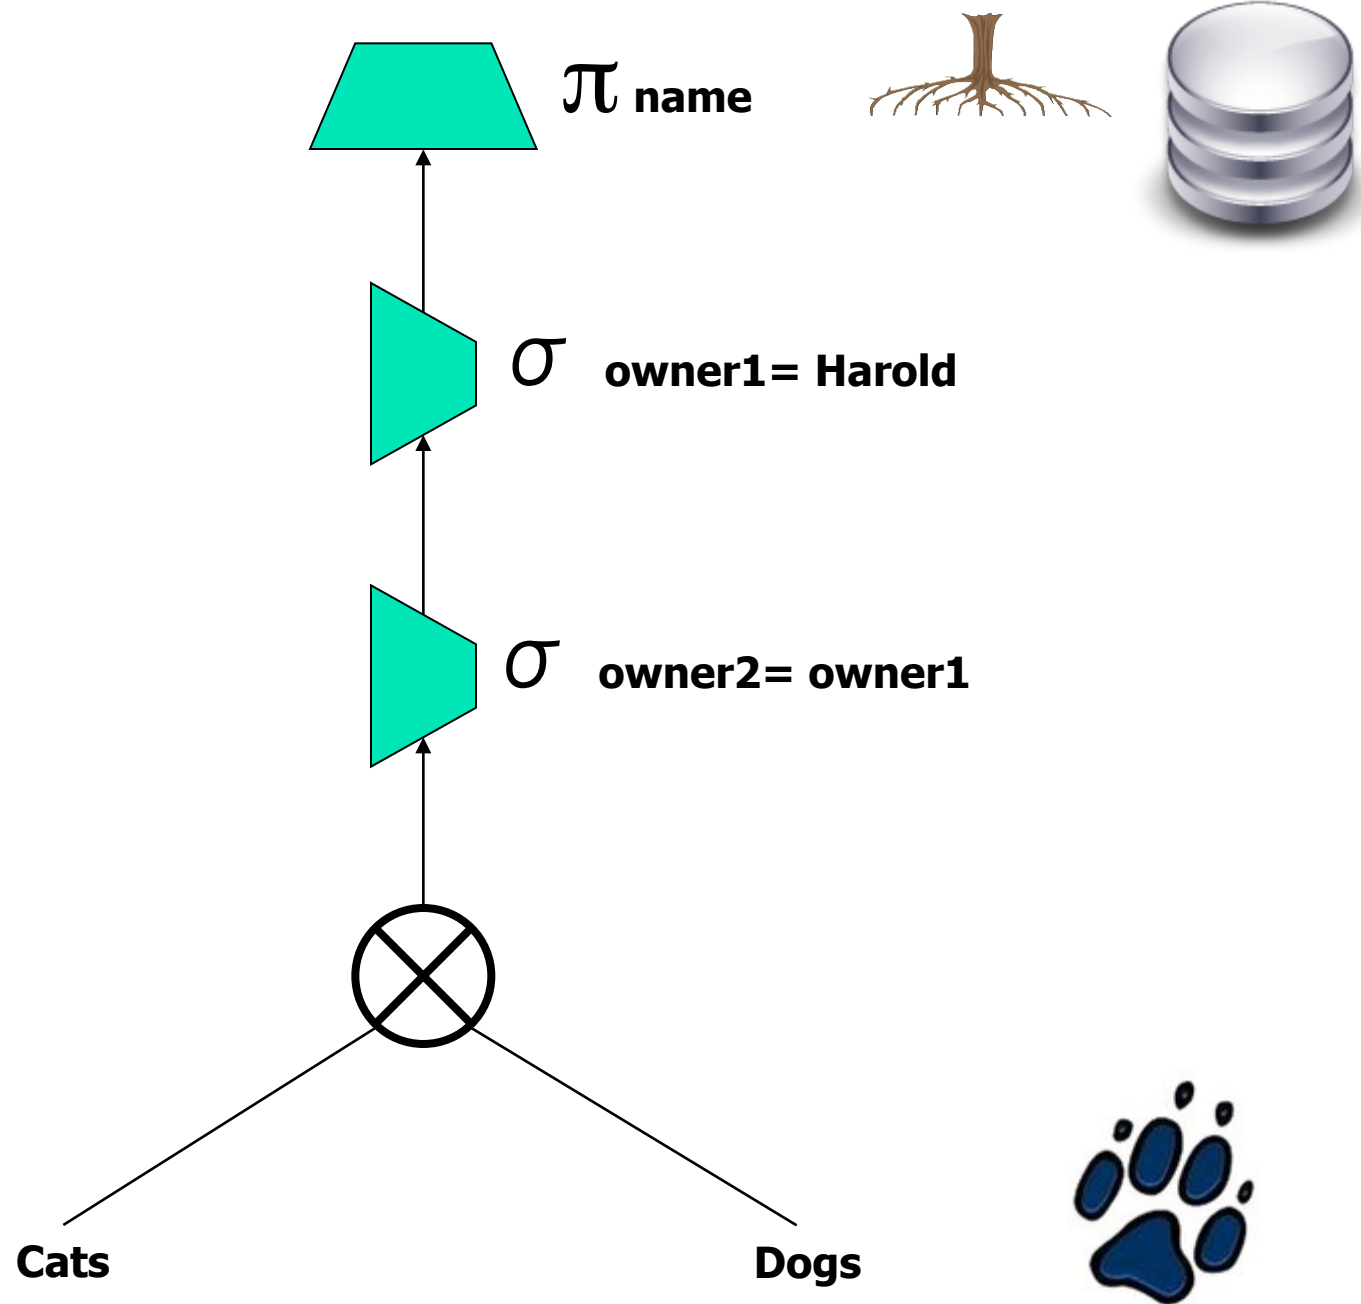 π name
σ owner1= Harold
σ owner2= owner1
Cats
Dogs